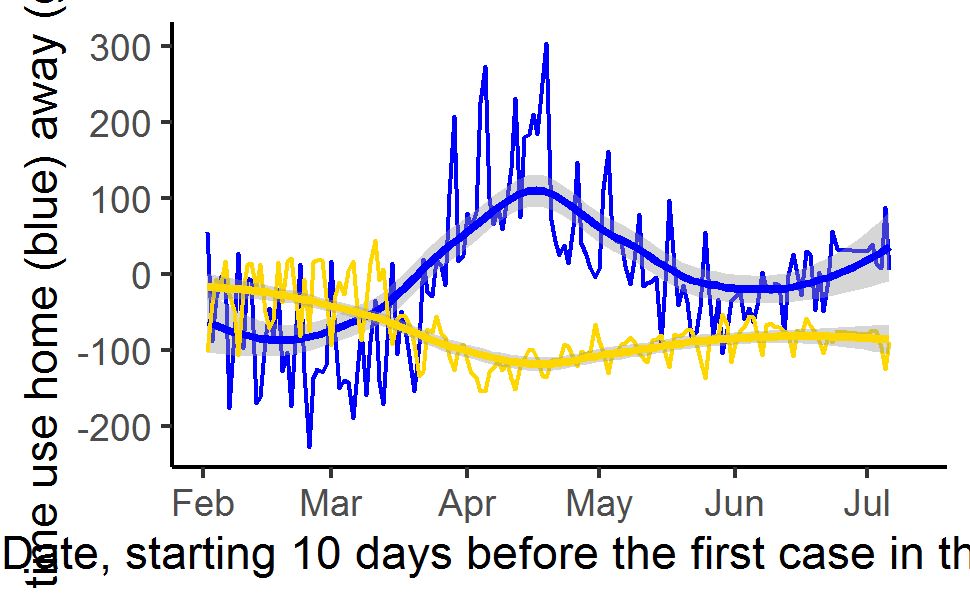 time use home (blue) away (
300
200
100
0
-100
-200
Feb Mar Apr May Jun Jul
Date, starting 10 days before the first case in th